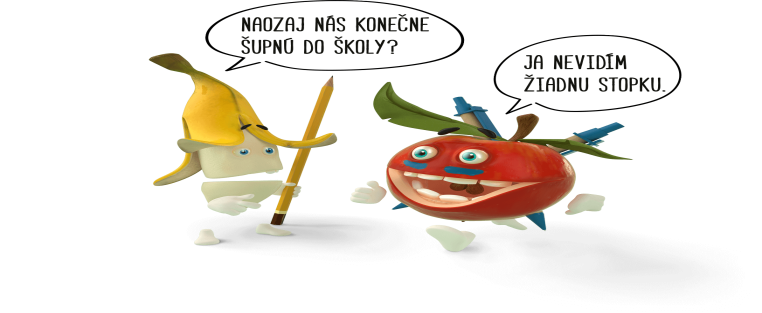 NAOZAJ NÁS KONEČNE
ŠUPNÚ DO ŠKOLY?
JA NEVIDÍM
ŽIADNU STOPKU.